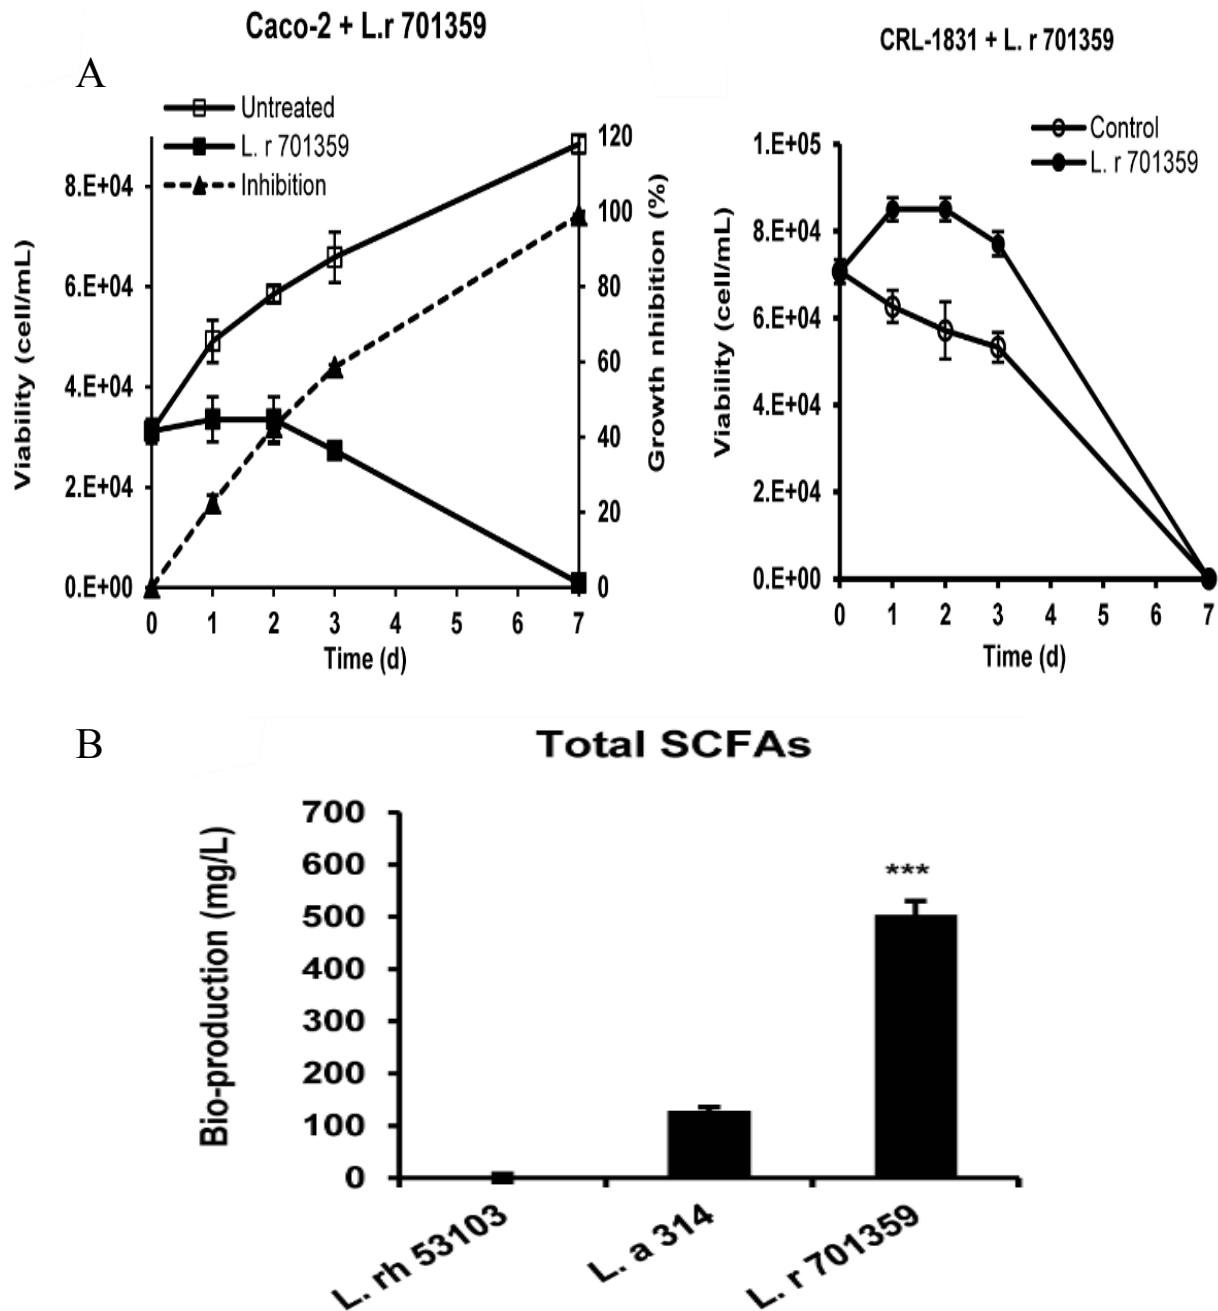 Caco-2 + L.r 701359
CRL-1831 + L. r 701359
A
Untreated
L. r 701359
Inhibition
8.E+04
6.E+04
4.E+04
2.E+04
0.E+00
120
100
80
60
40
20
0
Viability (cell/mL)
Growth nhibition (%)
0 1 2 3 4 5 6 7
Time (d)
Control
L. r 701359
1.E+05
8.E+04
6.E+04
4.E+04
2.E+04
0.E+00
Viability (cell/mL)
0 1 2 3 4 5 6 7
Time (d)
B
Total SCFAs
700
600
500
400
300
200
100
0
Bio-production (mg/L)
***
L. rh 53103
L. a 314
L. r 701359